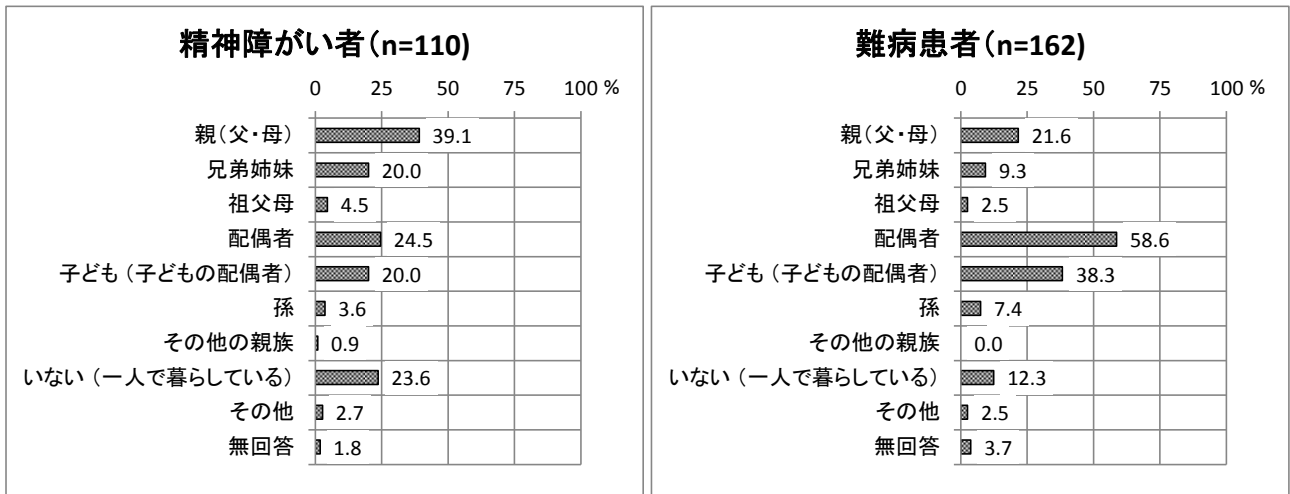 精神障がい者(n=110)
0 25 50 75 100 %
親(父・母) 39.1
兄弟姉妹 20.0
祖父母 4.5
配偶者 24.5
子ども(子どもの配偶者) 20.0
孫 3.6
その他の親族 0.9
いない(一人で暮らしている) 23.6
その他 2.7
無回答 1.8
難病患者(n=162)
0 25 50 75 100 %
親(父・母) 21.6
兄弟姉妹 9.3
祖父母 2.5
配偶者 58.6
子ども(子どもの配偶者) 38.3
孫 7.4
その他の親族 0.0
いない(一人で暮らしている) 12.3
その他 2.5
無回答 3.7